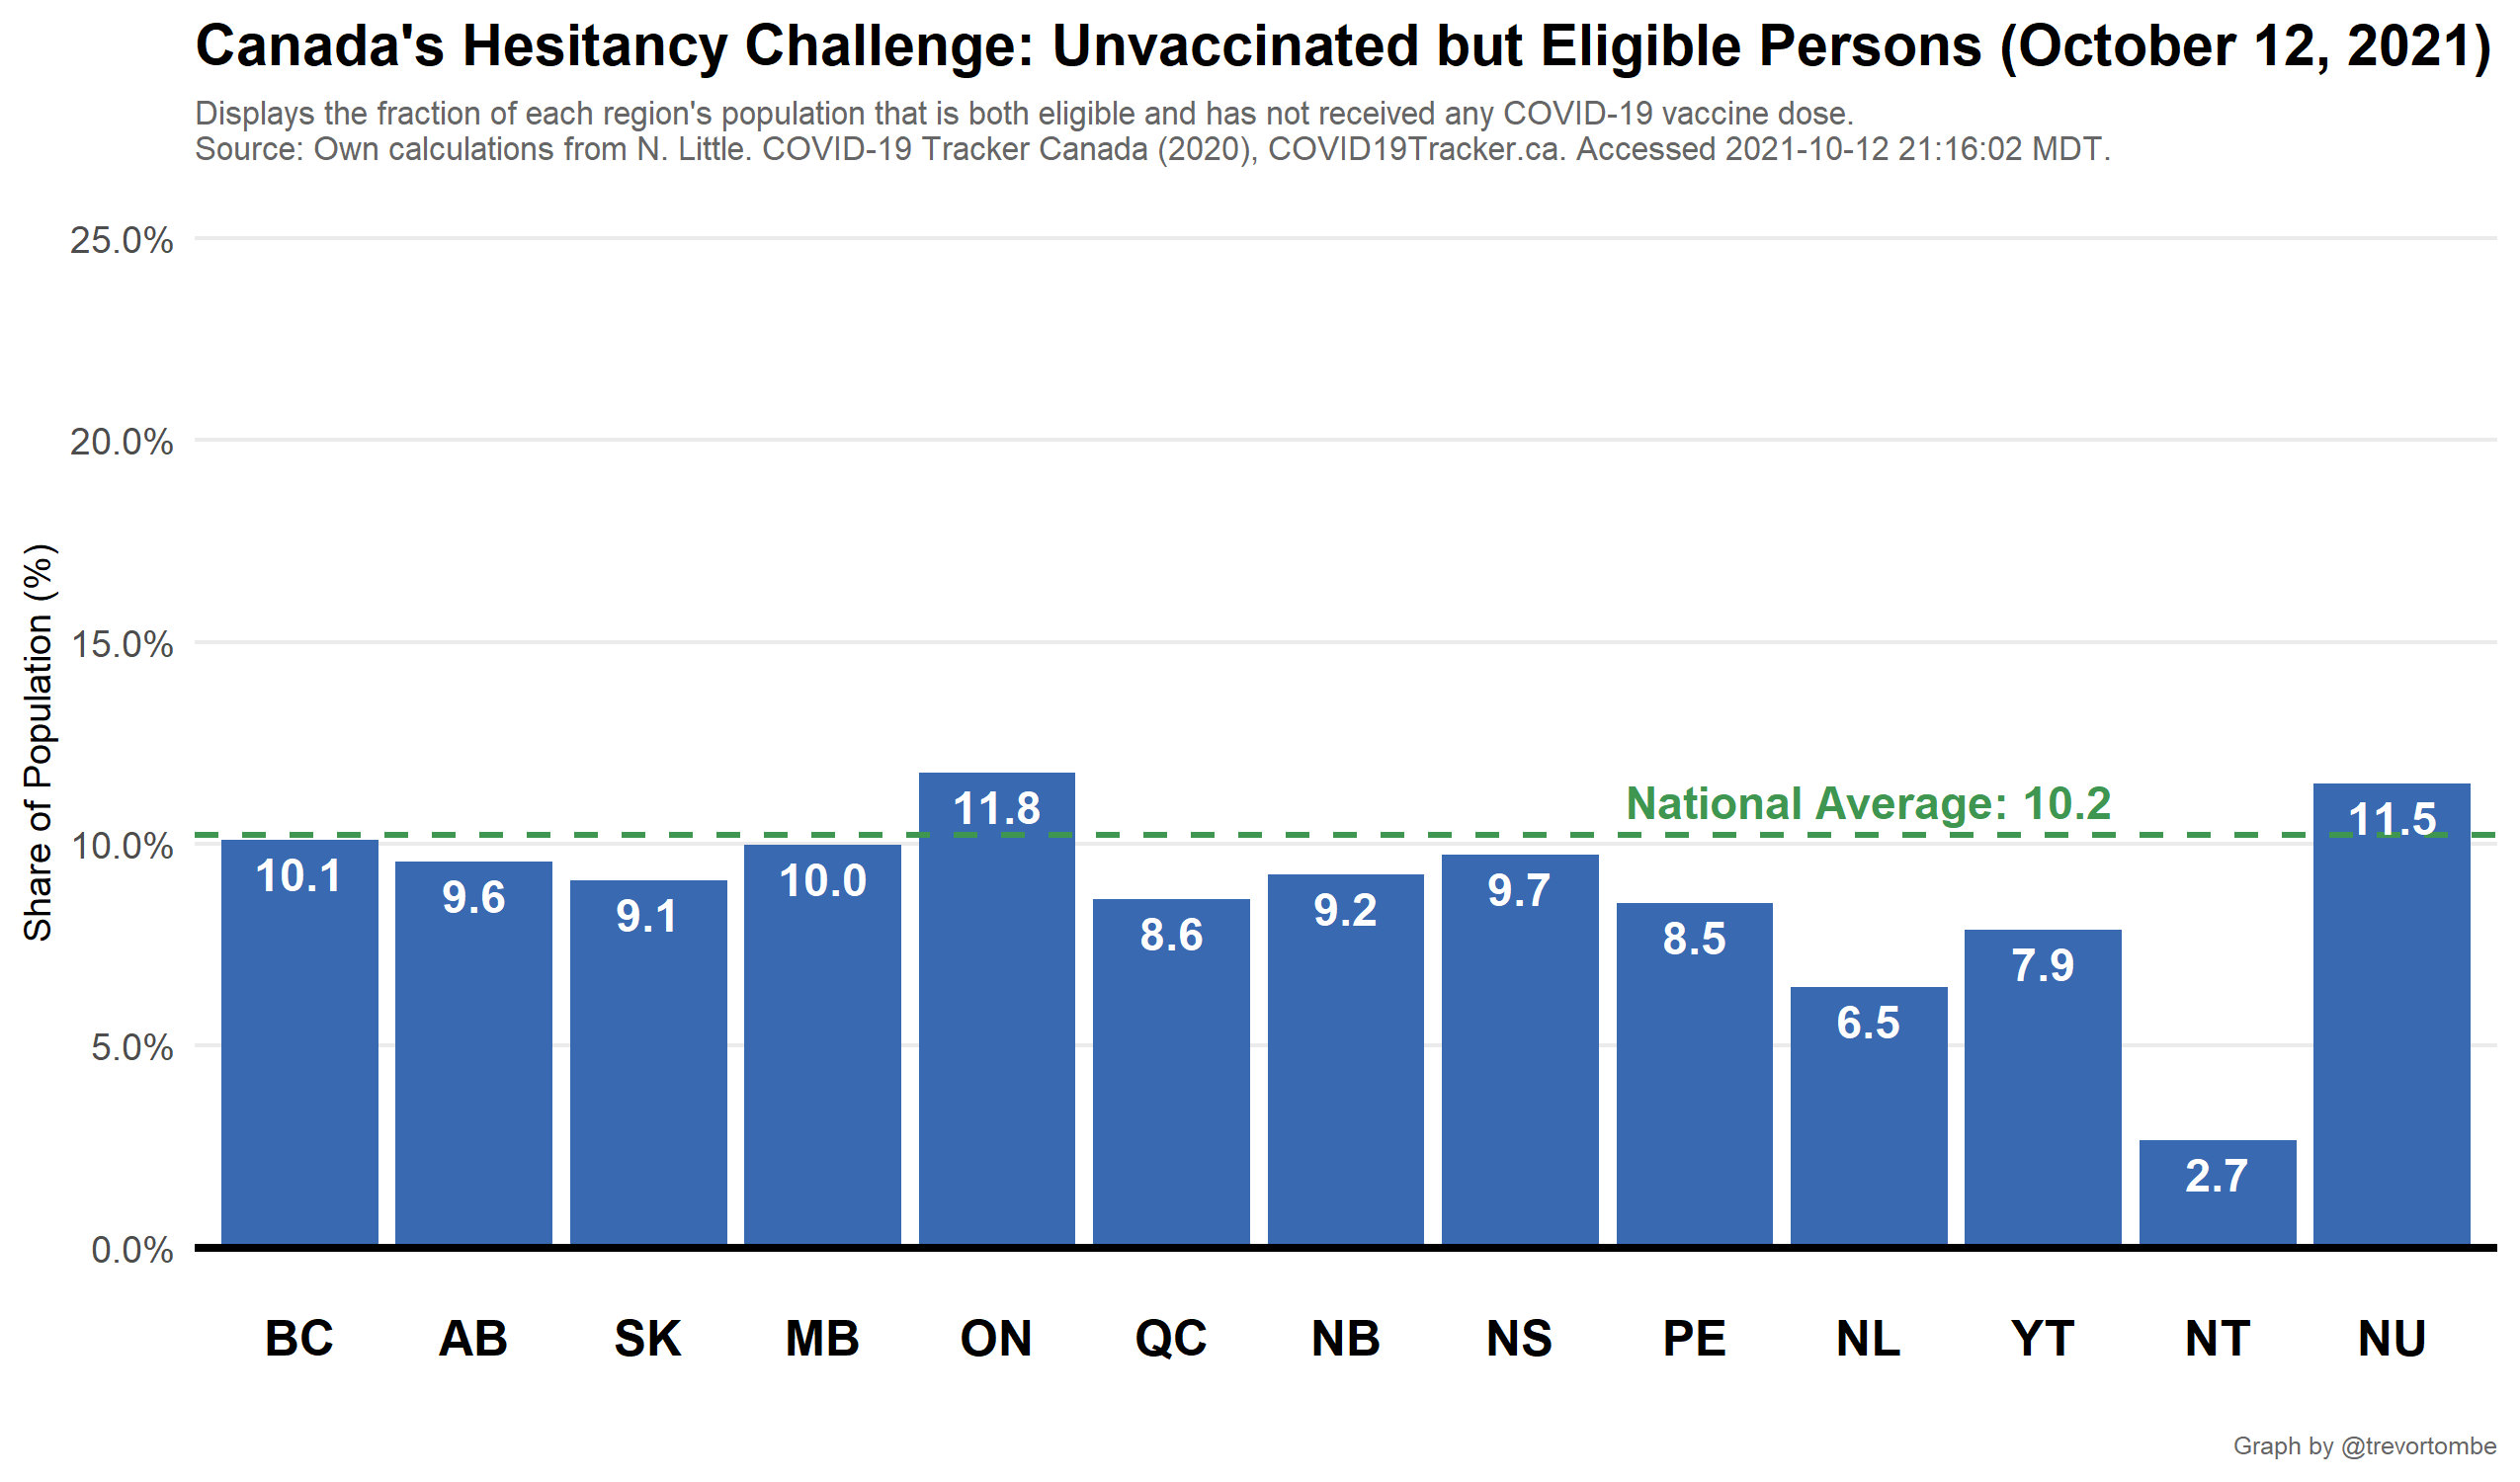 Canada's Hesitancy Challenge: Unvaccinated but Eligible Persons (October 12, 2021)
Displays the fraction of each region's population that is both eligible and has not received any COVID-19 vaccine dose.
Source: Own calculations from N. Little. COVID-19 Tracker Canada (2020), COVID19Tracker.ca. Accessed 2021-10-12 21:16:02 MDT.
Share of Population (%)
25.0%
20.0%
15.0%
10.0%
5.0%
0.0%
National Average: 10.2
10.1 9.6 9.1 10.0 11.8 8.6 9.2 9.7 8.5 6.5 7.9 2.7 11.5
BC AB SK MB ON QC NB NS PE NL YT NT NU
Graph by @trevortombe